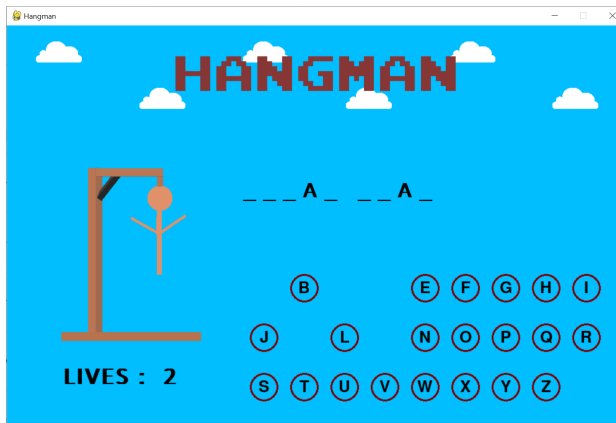 Hangman
HANGMAN
_ _ _ A _  _ _ A _
B E F G H I
J L N O P Q R
S T U V W X Y Z
LIVES : 2